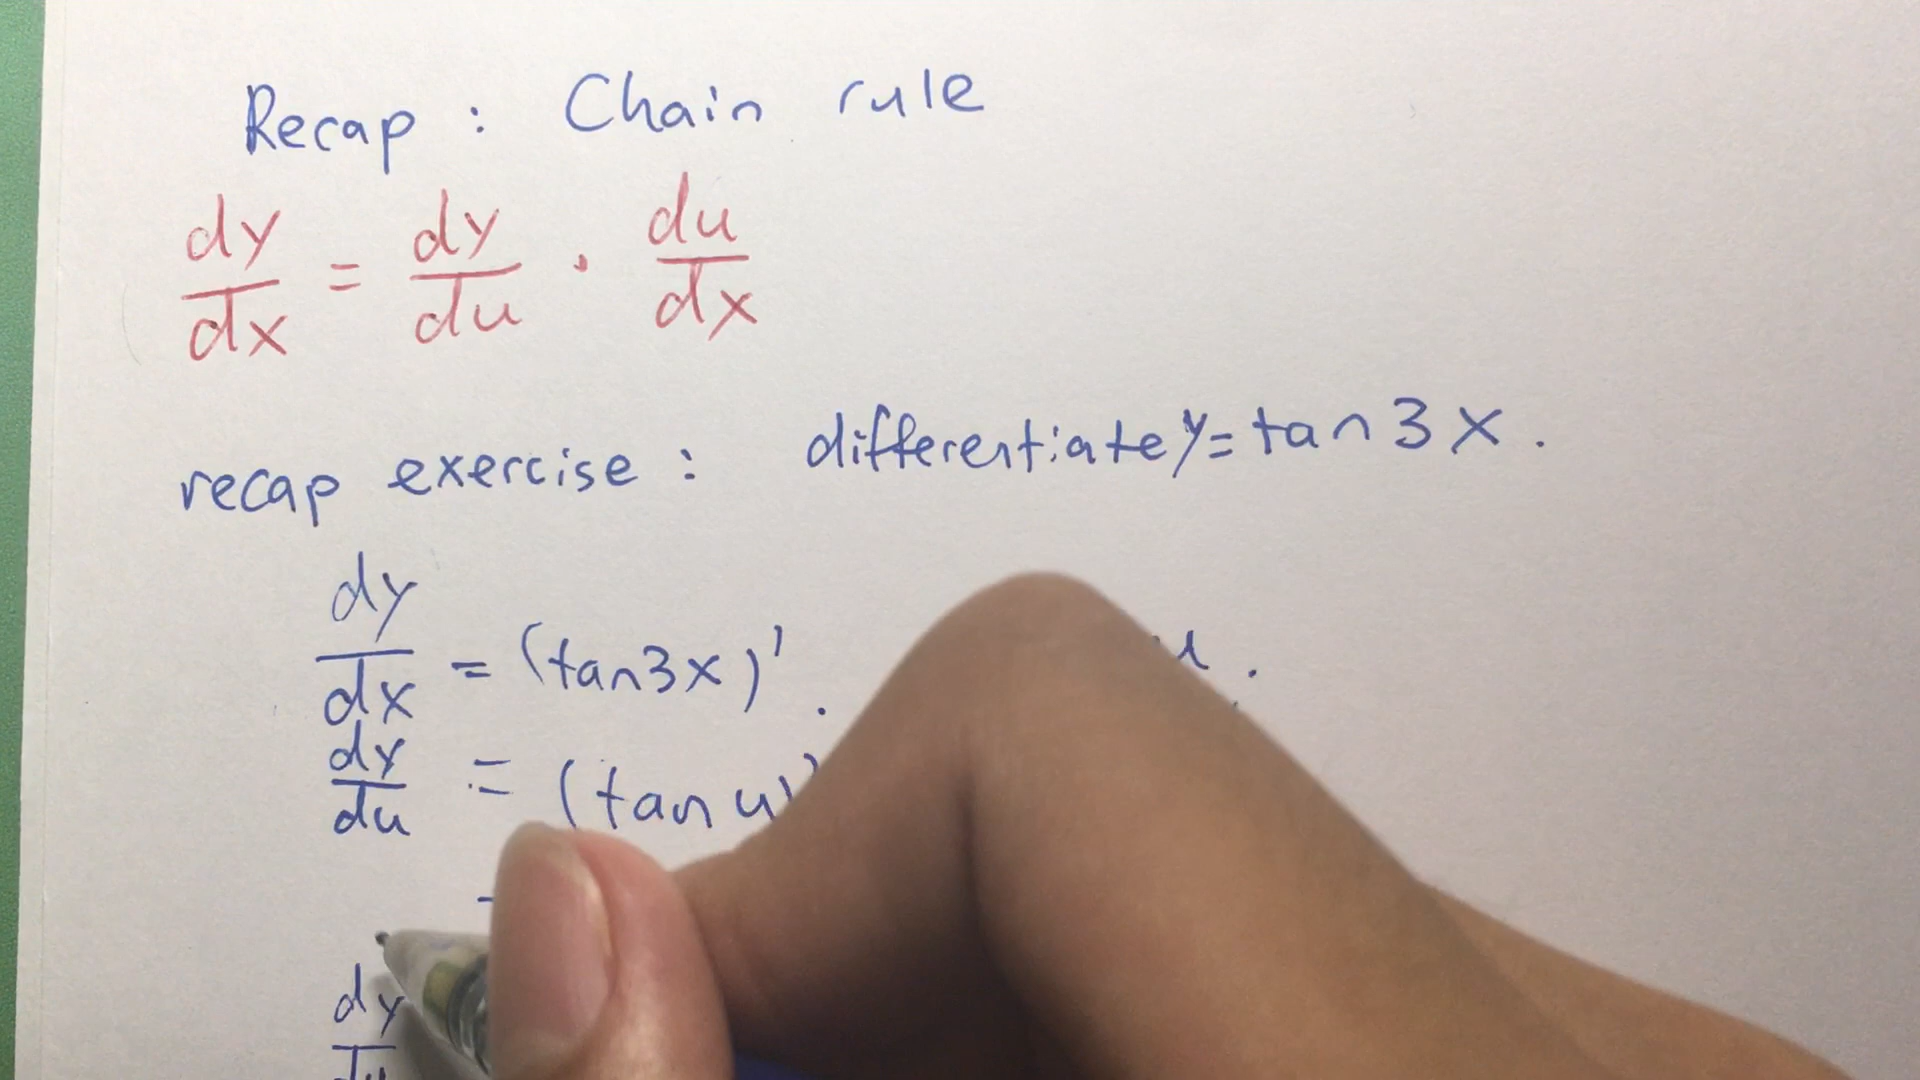 Recap : Chain rule
dy/dx = dy/du · du/dx
recap exercise : differentiate y = tan 3x .
dy/dx = (tan3x)' .
dy/du = (tan u)'
dy/du